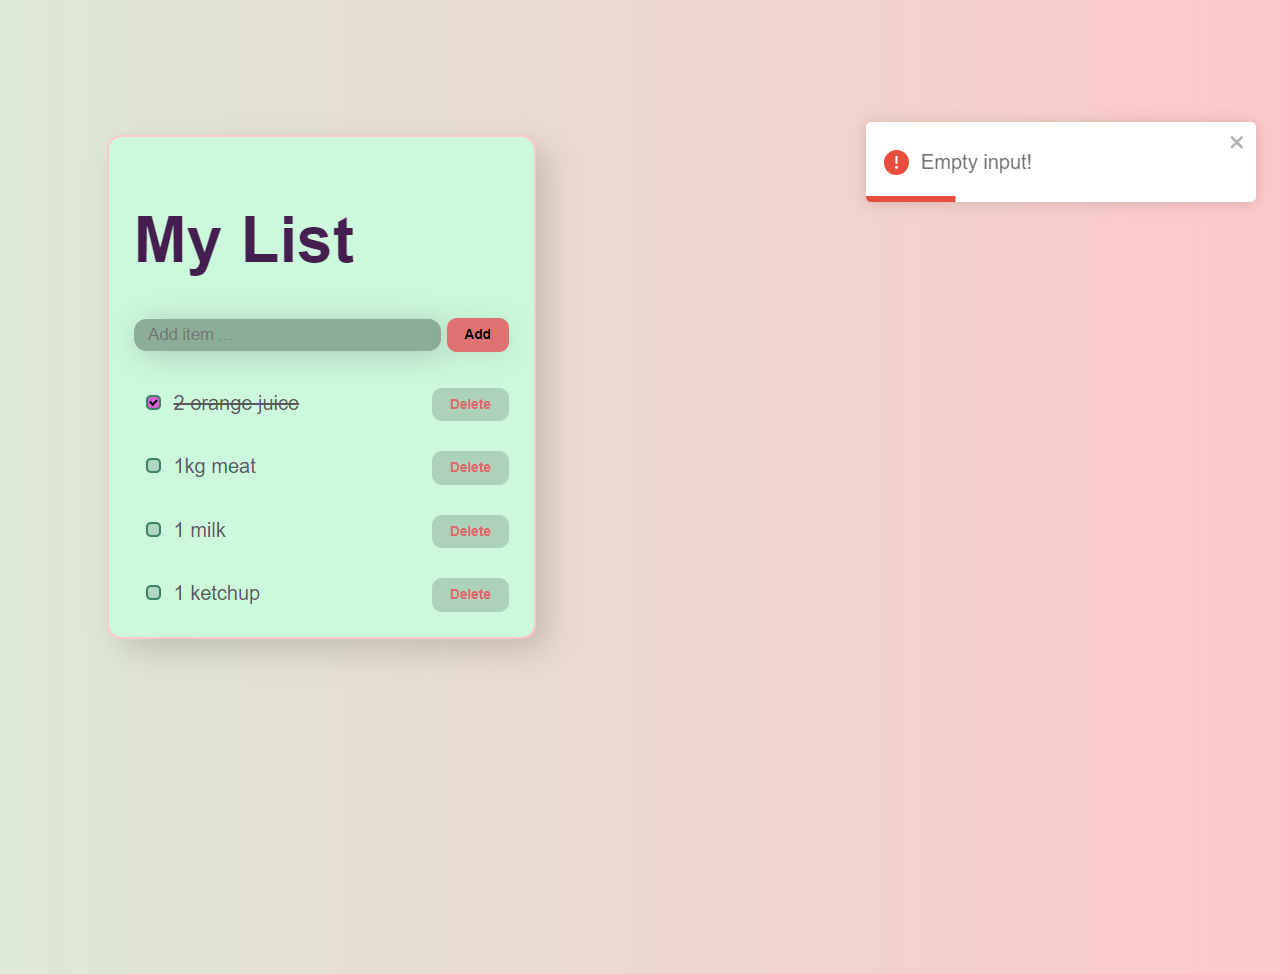 Empty input!
My List
Add item ...
Add
2 orange juice
Delete
1kg meat
Delete
1 milk
Delete
1 ketchup
Delete